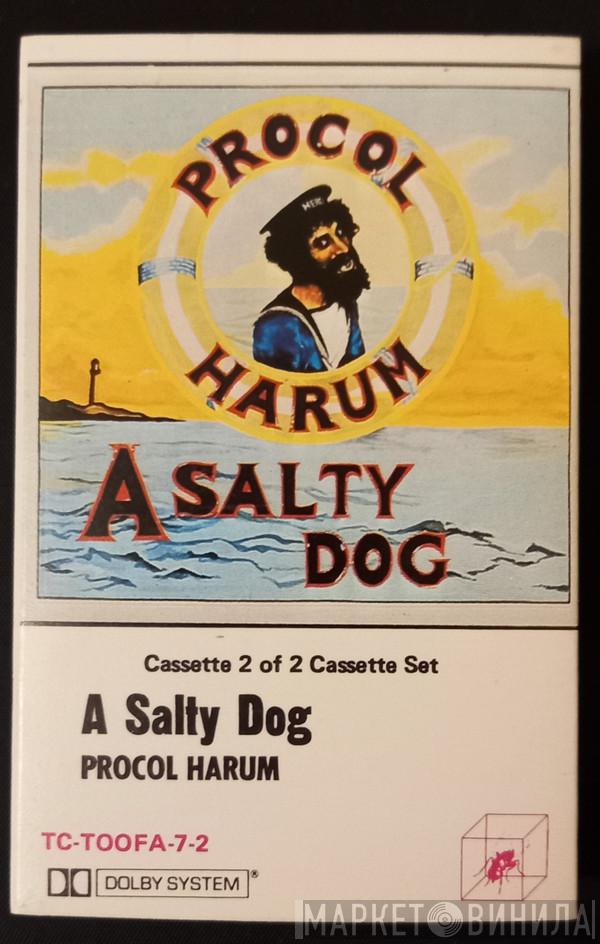 PROCOL
HARUM
A SALTY
DOG
Cassette 2 of 2 Cassette Set
A Salty Dog
PROCOL HARUM
TC-TOOFA-7-2
DOLBY SYSTEM®
МАРКЕТ ВИНИЛА